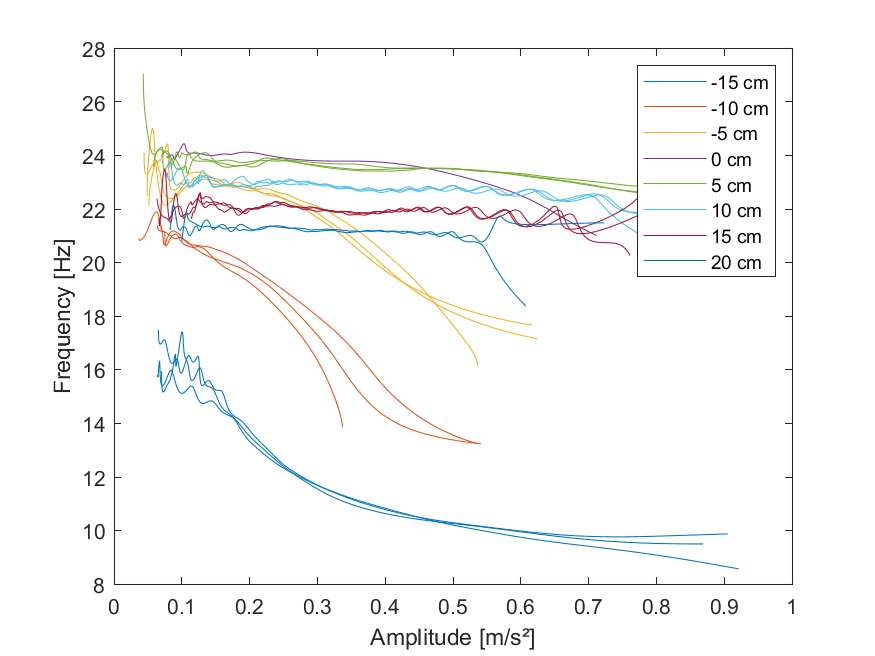 28
26
24
22
20
18
16
14
12
10
8
Frequency [Hz]
-15 cm
-10 cm
-5 cm
0 cm
5 cm
10 cm
15 cm
20 cm
0 0.1 0.2 0.3 0.4 0.5 0.6 0.7 0.8 0.9 1
Amplitude [m/s²]